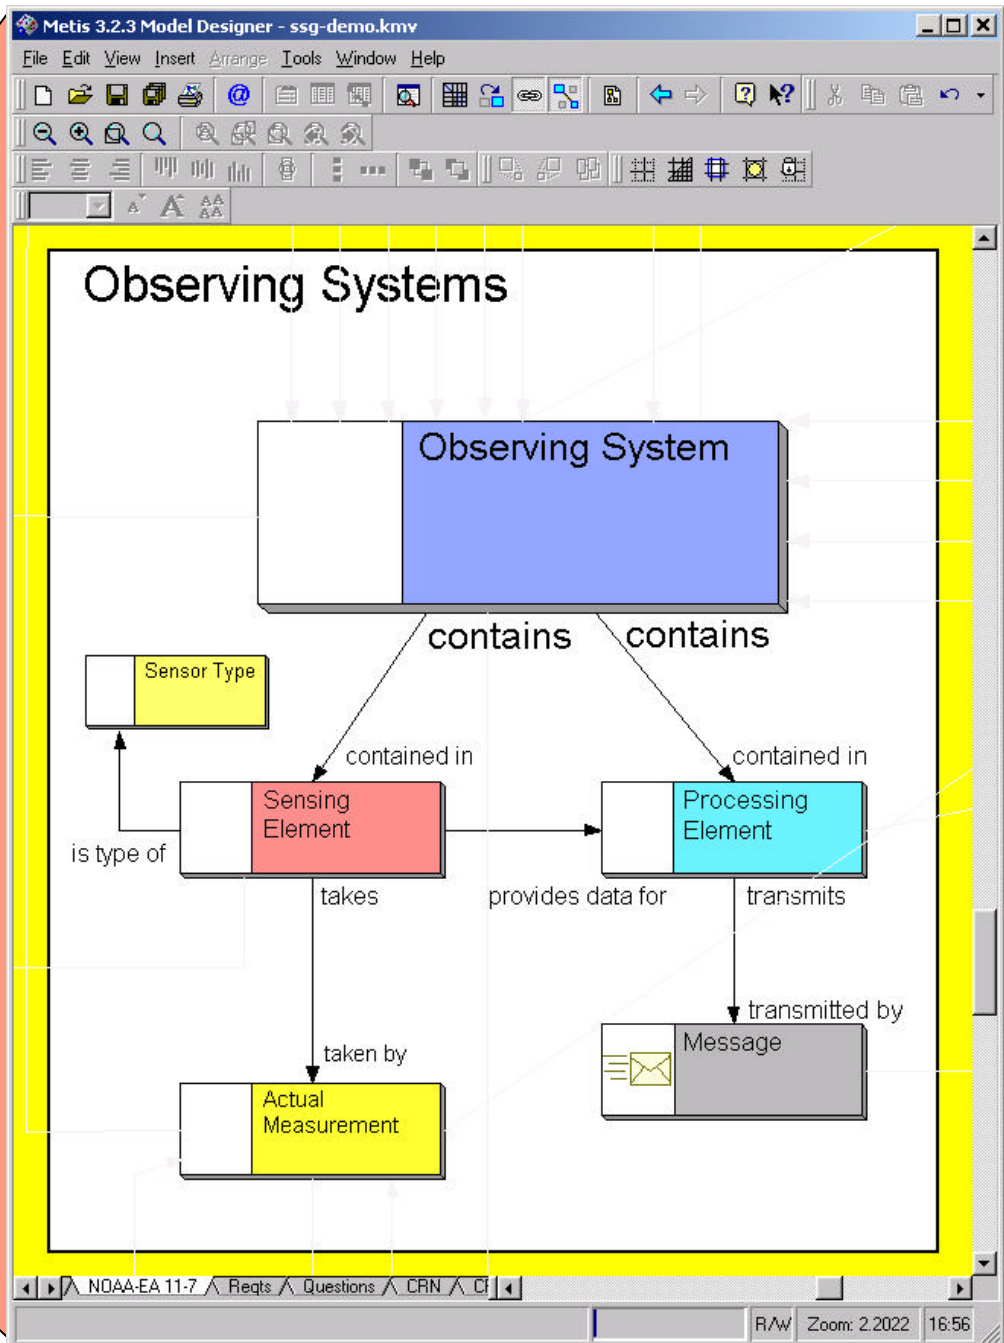 Metis 3.2.3 Model Designer - ssg-demo.kmv
File Edit View Insert Arrange Tools Window Help
Observing Systems
Observing System
contains contains
Sensor Type
contained in contained in
Sensing
Element
Processing
Element
is type of
takes provides data for transmits
transmitted by
Message
taken by
Actual
Measurement
NOAA-EA 11-7 Reqts Questions CRN
R/W Zoom: 2.2022 16:56